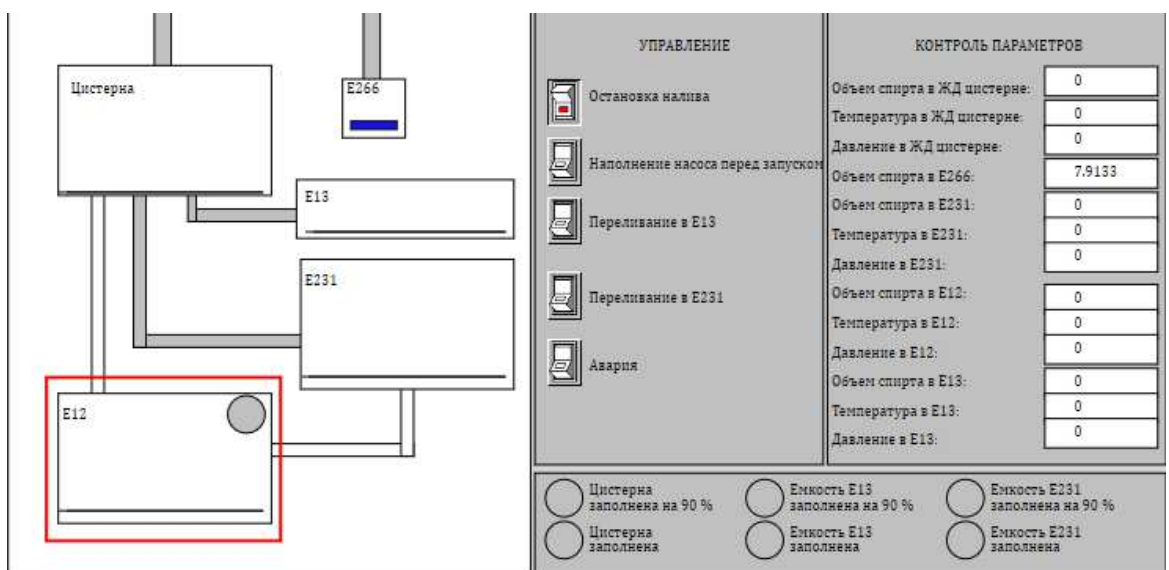 Цистерна
E266
E13
E231
E12
УПРАВЛЕНИЕ
Остановка налива
Наполнение насоса перед запуском
Переливание в E13
Переливание в E231
Авария
КОНТРОЛЬ ПАРАМЕТРОВ
Объем спирта в ЖД цистерне: 0
Температура в ЖД цистерне: 0
Давление в ЖД цистерне: 0
Объем спирта в E266: 7.9133
Объем спирта в E231: 0
Температура в E231: 0
Давление в E231: 0
Объем спирта в E12: 0
Температура в E12: 0
Давление в E12: 0
Объем спирта в E13: 0
Температура в E13: 0
Давление в E13: 0
Цистерна
заполнена на 90 %
Емкость E13
заполнена на 90 %
Емкость E231
заполнена на 90 %
Цистерна
заполнена
Емкость E13
заполнена
Емкость E231
заполнена